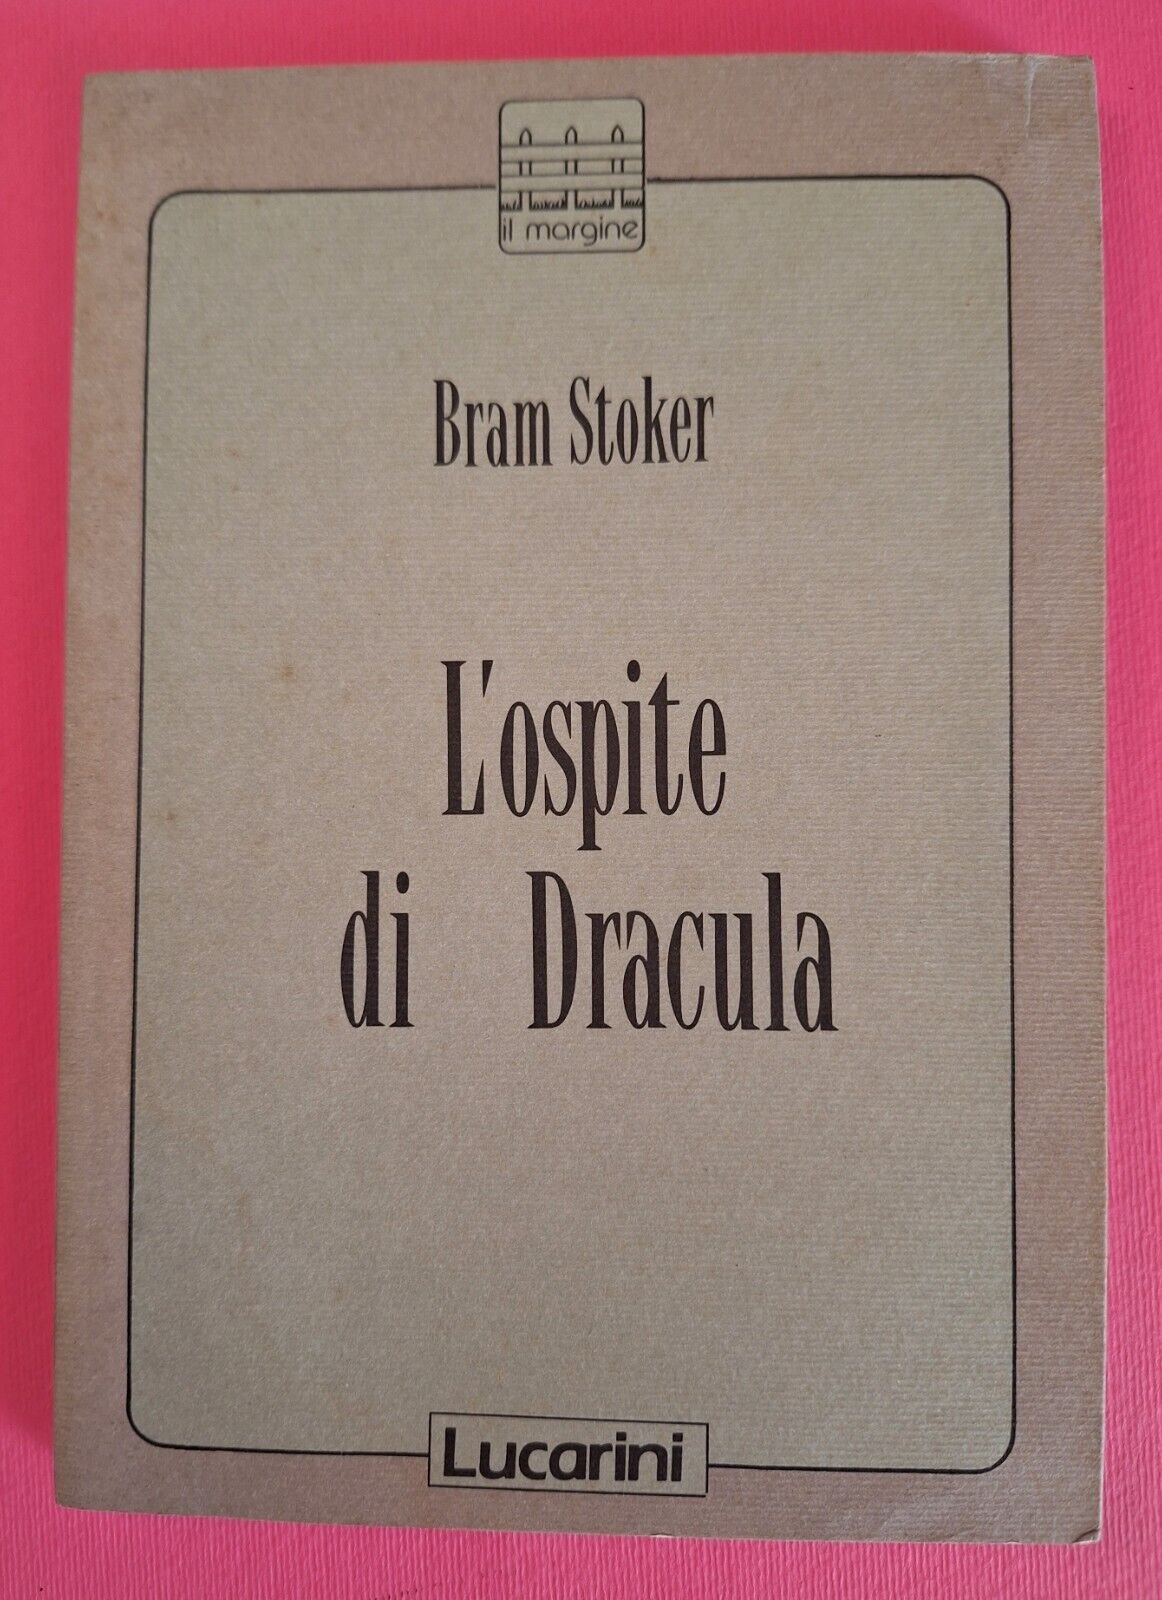 il margine
Bram Stoker
L'ospite
di Dracula
Lucarini